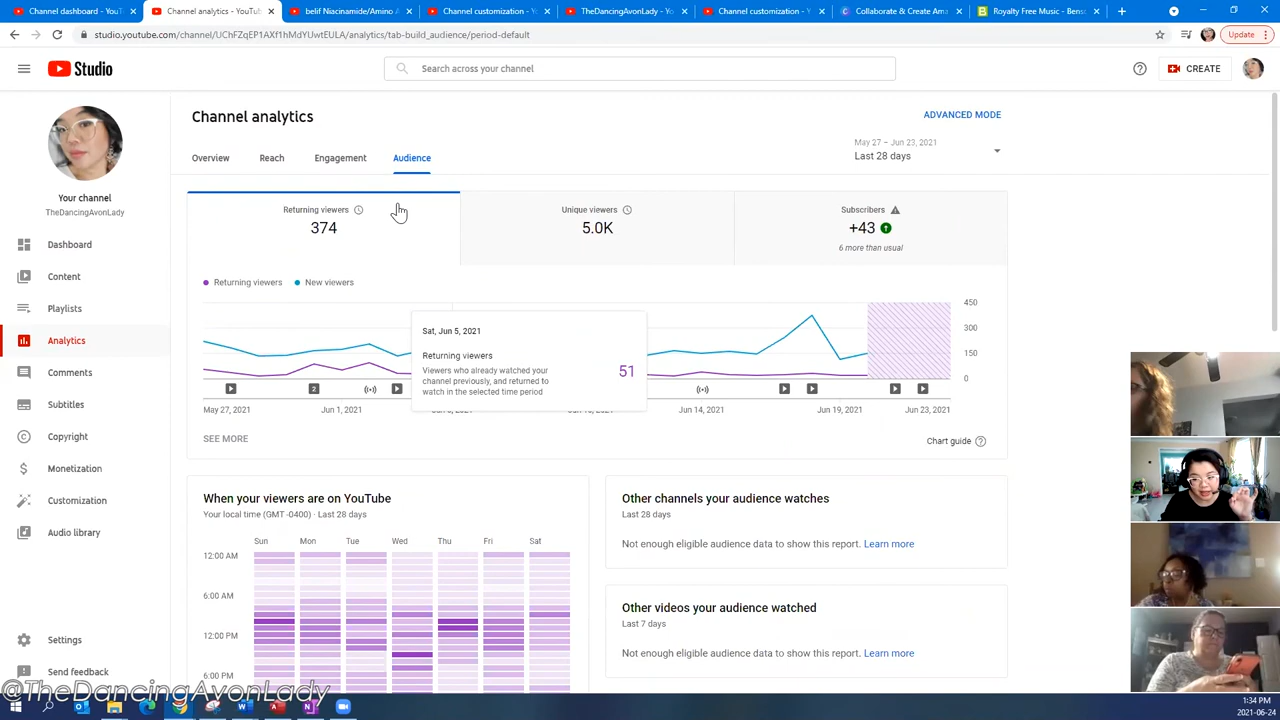 Channel dashboard - YouT
Channel analytics - YouTub
belif Niacinamide/Amino A
Channel customization - Yo
TheDancingAvonLady - You
Channel customization - Y
Collaborate & Create Ama
Royalty Free Music - Bens
studio.youtube.com/channel/UChFZqEP1AXf1hMdYUwtEULA/analytics/tab-build_audience/period-default
Update
Studio
Search across your channel
CREATE
Your channel
TheDancingAvonLady
Dashboard
Content
Playlists
Analytics
Comments
Subtitles
Copyright
Monetization
Customization
Audio library
Settings
Send feedback
Channel analytics
ADVANCED MODE
Overview
Reach
Engagement
Audience
May 27 – Jun 23, 2021
Last 28 days
Returning viewers
374
Unique viewers
5.0K
Subscribers
+43
6 more than usual
Returning viewers
New viewers
450
300
150
0
Sat, Jun 5, 2021
Returning viewers
Viewers who already watched your
channel previously, and returned to
watch in the selected time period
51
2
May 27, 2021
Jun 1, 2021
Jun 14, 2021
Jun 19, 2021
Jun 23, 2021
SEE MORE
Chart guide
When your viewers are on YouTube
Your local time (GMT -0400) · Last 28 days
Sun
Mon
Tue
Wed
Thu
Fri
Sat
12:00 AM
6:00 AM
12:00 PM
6:00 PM
Other channels your audience watches
Last 28 days
Not enough eligible audience data to show this report. Learn more
Other videos your audience watched
Last 7 days
Not enough eligible audience data to show this report. Learn more
@TheDancingAvonLady
1:34 PM
2021-06-24